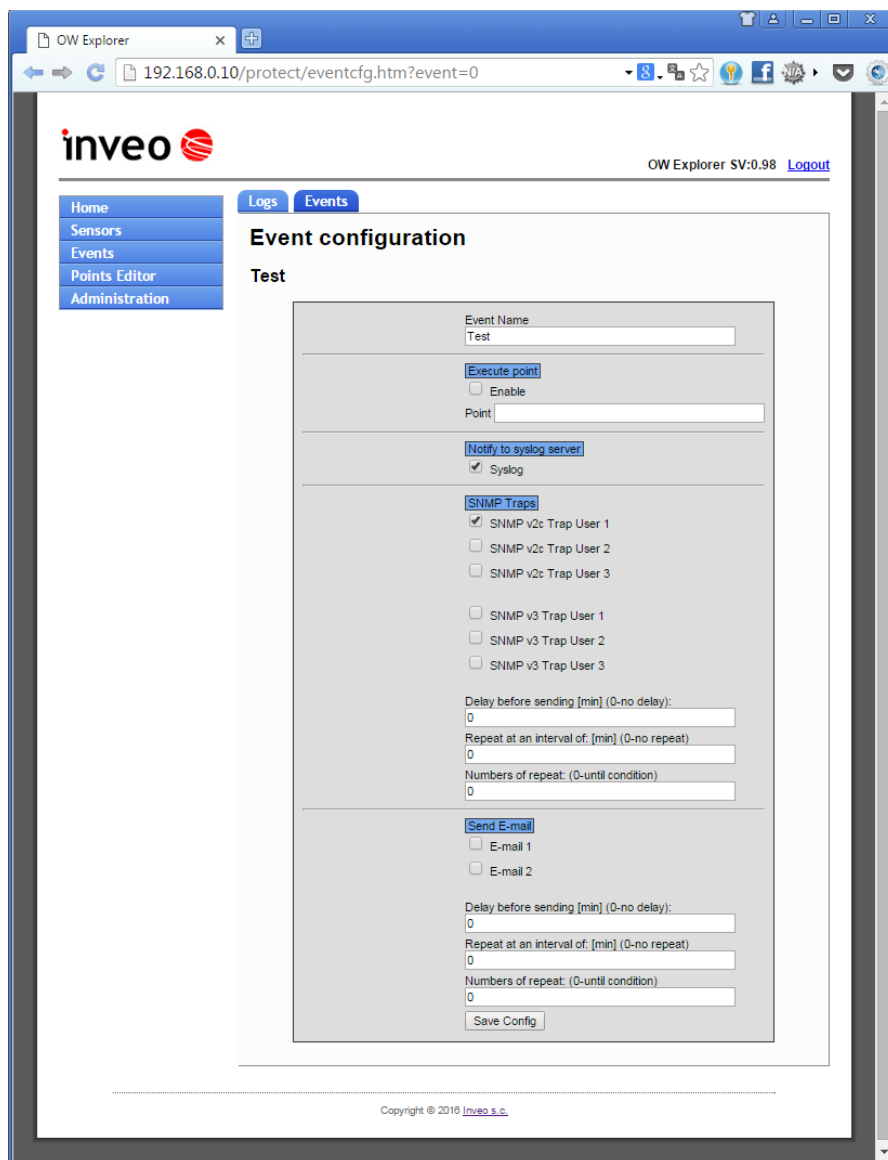 OW Explorer
192.168.0.10/protect/eventcfg.htm?event=0
inveo
OW Explorer SV:0.98 Logout
Home
Sensors
Events
Points Editor
Administration
Logs Events
Event configuration
Test
Event Name
Test
Execute point
Enable
Point
Notify to syslog server
Syslog
SNMP Traps
SNMP v2c Trap User 1
SNMP v2c Trap User 2
SNMP v2c Trap User 3
SNMP v3 Trap User 1
SNMP v3 Trap User 2
SNMP v3 Trap User 3
Delay before sending [min] (0-no delay):
0
Repeat at an interval of: [min] (0-no repeat)
0
Numbers of repeat: (0-until condition)
0
Send E-mail
E-mail 1
E-mail 2
Delay before sending [min] (0-no delay):
0
Repeat at an interval of: [min] (0-no repeat)
0
Numbers of repeat: (0-until condition)
0
Save Config
Copyright © 2016 Inveo s.c.